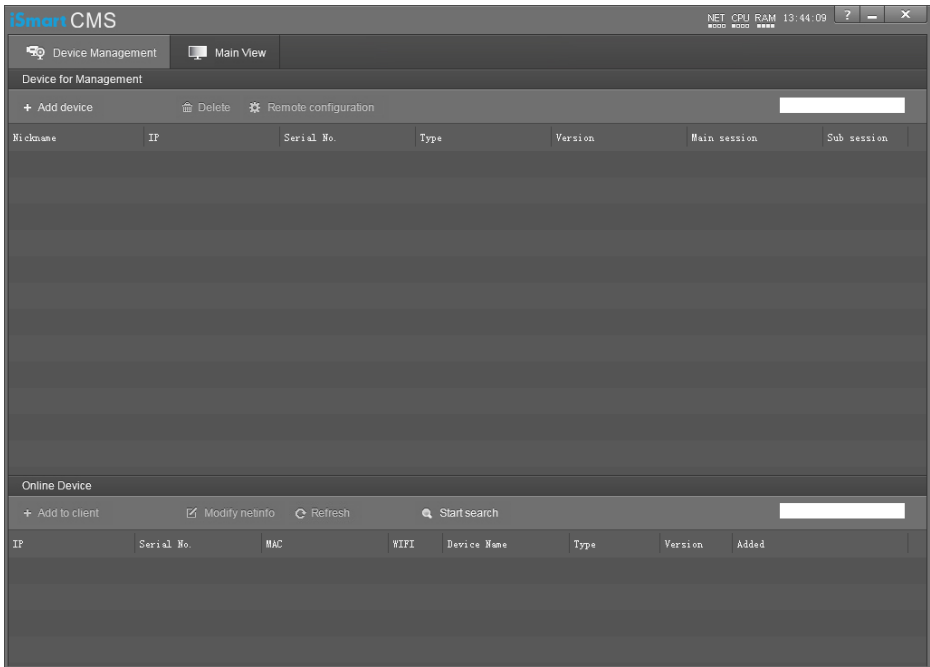 iSmart CMS NET CPU RAM 13:44:09 ? – ×
Device Management Main View
Device for Management
+ Add device Delete Remote configuration
Nickname IP Serial No. Type Version Main session Sub session
Online Device
+ Add to client Modify netinfo Refresh Start search
IP Serial No. MAC WIFI Device Name Type Version Added